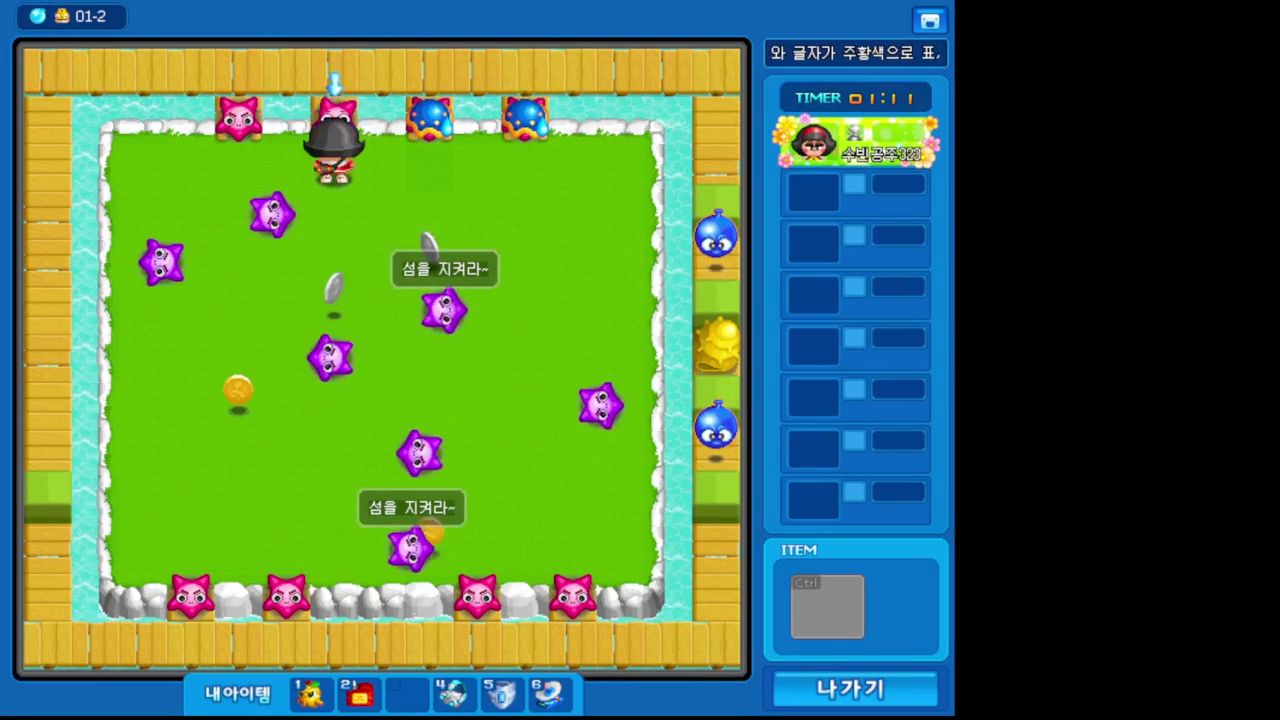 01-2
와 글자가 주황색으로 표,
TIMER 01:11
수빈공주323
섬을 지켜라~
섬을 지켜라~
ITEM
Ctrl
내아이템
1
2
4
5
6
나가기